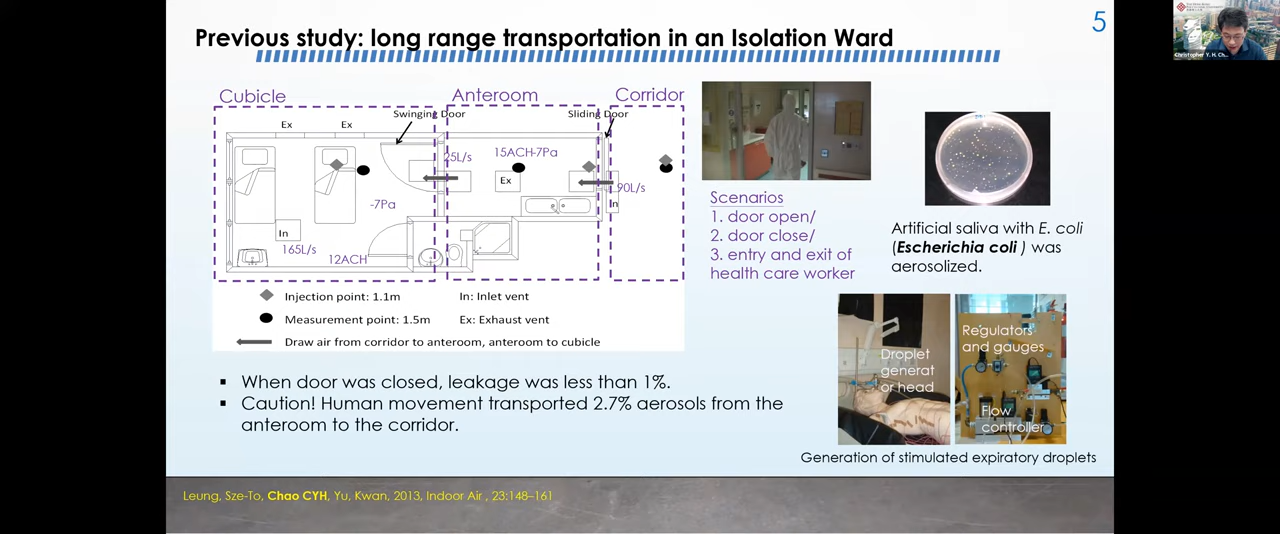 5
Previous study: long range transportation in an Isolation Ward
Christopher Y. H. Ch...
Cubicle
Anteroom
Corridor
Swinging Door
Sliding Door
Ex
Ex
25L/s
15ACH-7Pa
Ex
90L/s
In
-7Pa
In
165L/s
12ACH
Injection point: 1.1m
In: Inlet vent
Measurement point: 1.5m
Ex: Exhaust vent
Draw air from corridor to anteroom, anteroom to cubicle
Scenarios
1. door open/
2. door close/
3. entry and exit of
health care worker
Artificial saliva with E. coli
(Escherichia coli ) was
aerosolized.
Droplet
generat
or head
Regulators
and gauges
Flow
controller
Generation of stimulated expiratory droplets
▪ When door was closed, leakage was less than 1%.
▪ Caution! Human movement transported 2.7% aerosols from the
anteroom to the corridor.
Leung, Sze-To, Chao CYH, Yu, Kwan, 2013, Indoor Air , 23:148–161